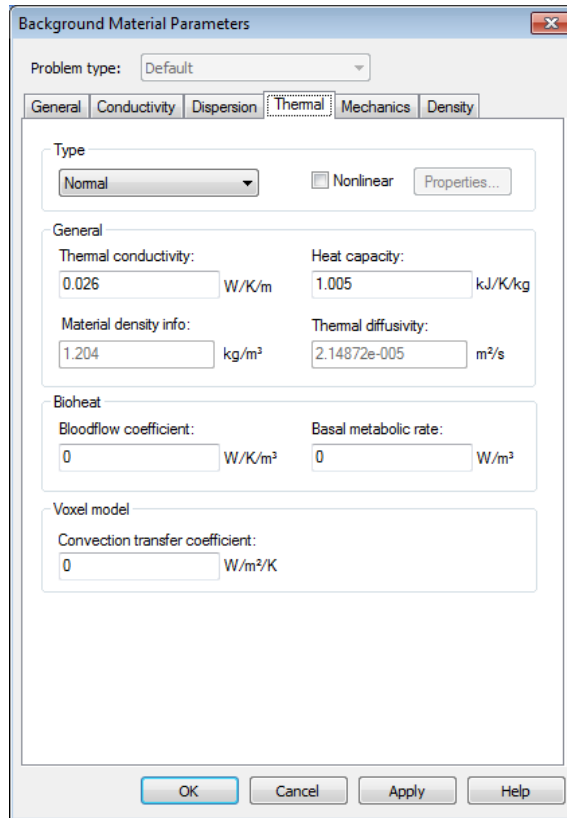 Background Material Parameters
Problem type: Default
General Conductivity Dispersion Thermal Mechanics Density
Type
Normal Nonlinear Properties...
General
Thermal conductivity: Heat capacity:
0.026 W/K/m 1.005 kJ/K/kg
Material density info: Thermal diffusivity:
1.204 kg/m³ 2.14872e-005 m²/s
Bioheat
Bloodflow coefficient: Basal metabolic rate:
0 W/K/m³ 0 W/m³
Voxel model
Convection transfer coefficient:
0 W/m²/K
OK Cancel Apply Help